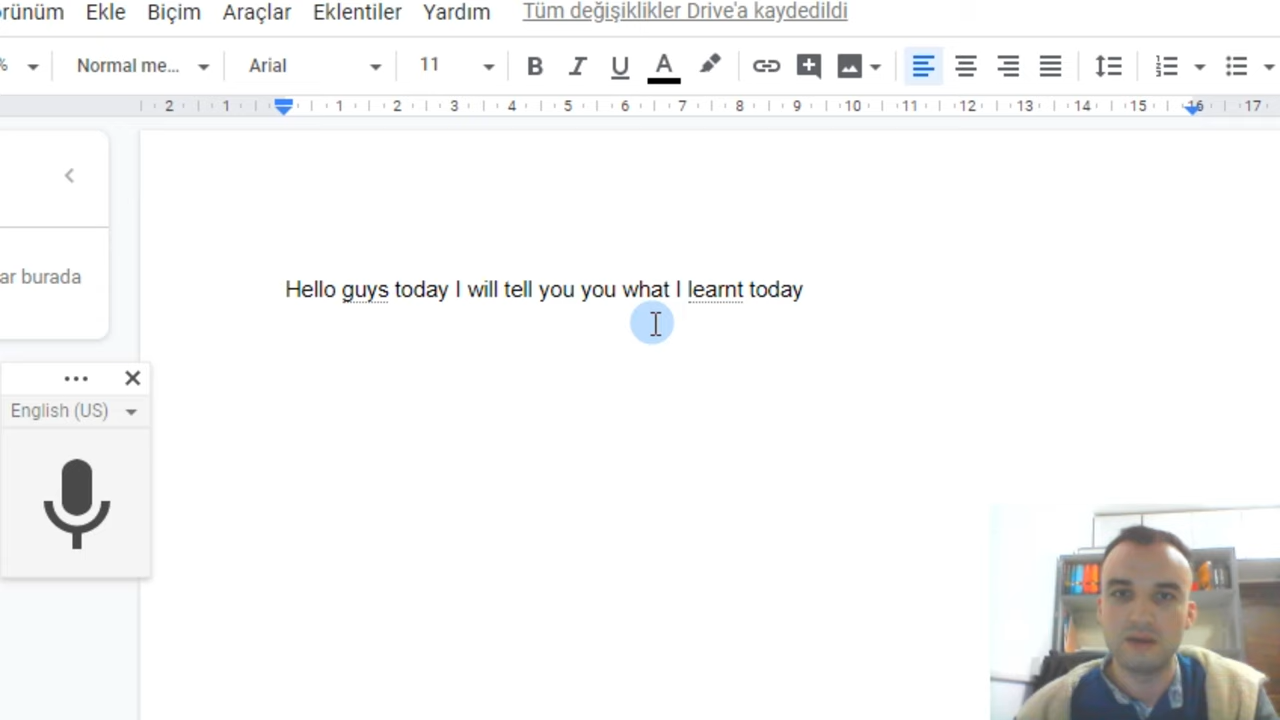 örünüm Ekle Biçim Araçlar Eklentiler Yardım Tüm değişiklikler Drive'a kaydedildi
% Normal me... Arial 11 B I U A
2 1 1 2 3 4 5 6 7 8 9 10 11 12 13 14 15 16 17
ar burada
Hello guys today I will tell you you what I learnt today
English (US)